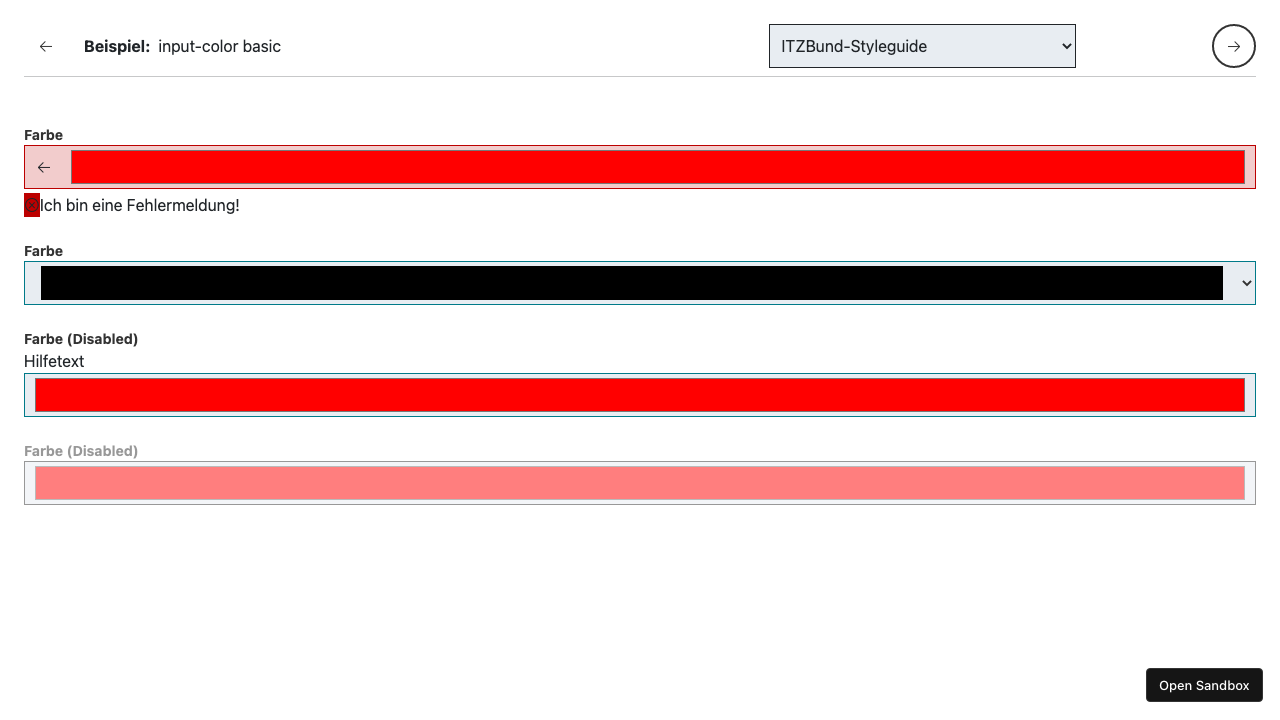 Beispiel: input-color basic
ITZBund-Styleguide
Farbe
Ich bin eine Fehlermeldung!
Farbe
Farbe (Disabled)
Hilfetext
Farbe (Disabled)
Open Sandbox